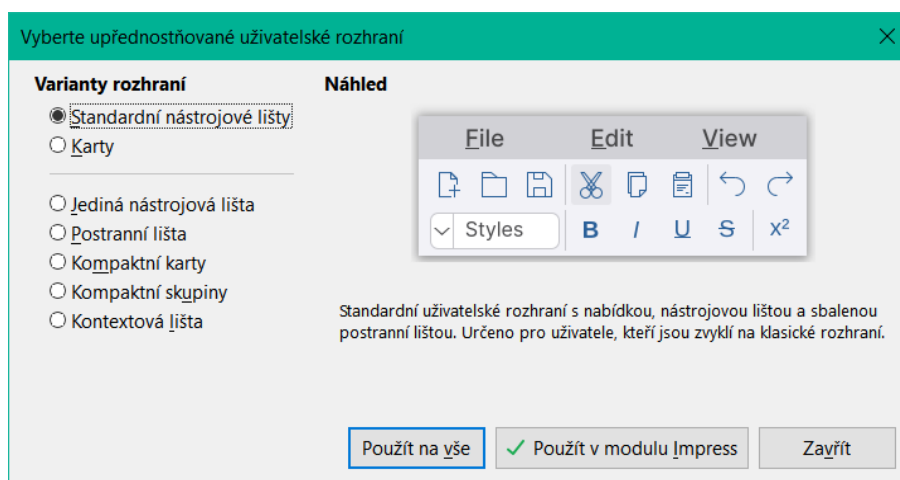 Vyberte upřednostňované uživatelské rozhraní
Varianty rozhraní
Standardní nástrojové lišty
Karty
Jediná nástrojová lišta
Postranní lišta
Kompaktní karty
Kompaktní skupiny
Kontextová lišta
Náhled
File Edit View
Styles B I U S x²
Standardní uživatelské rozhraní s nabídkou, nástrojovou lištou a sbalenou
postranní lištou. Určeno pro uživatele, kteří jsou zvyklí na klasické rozhraní.
Použít na vše Použít v modulu Impress Zavřít